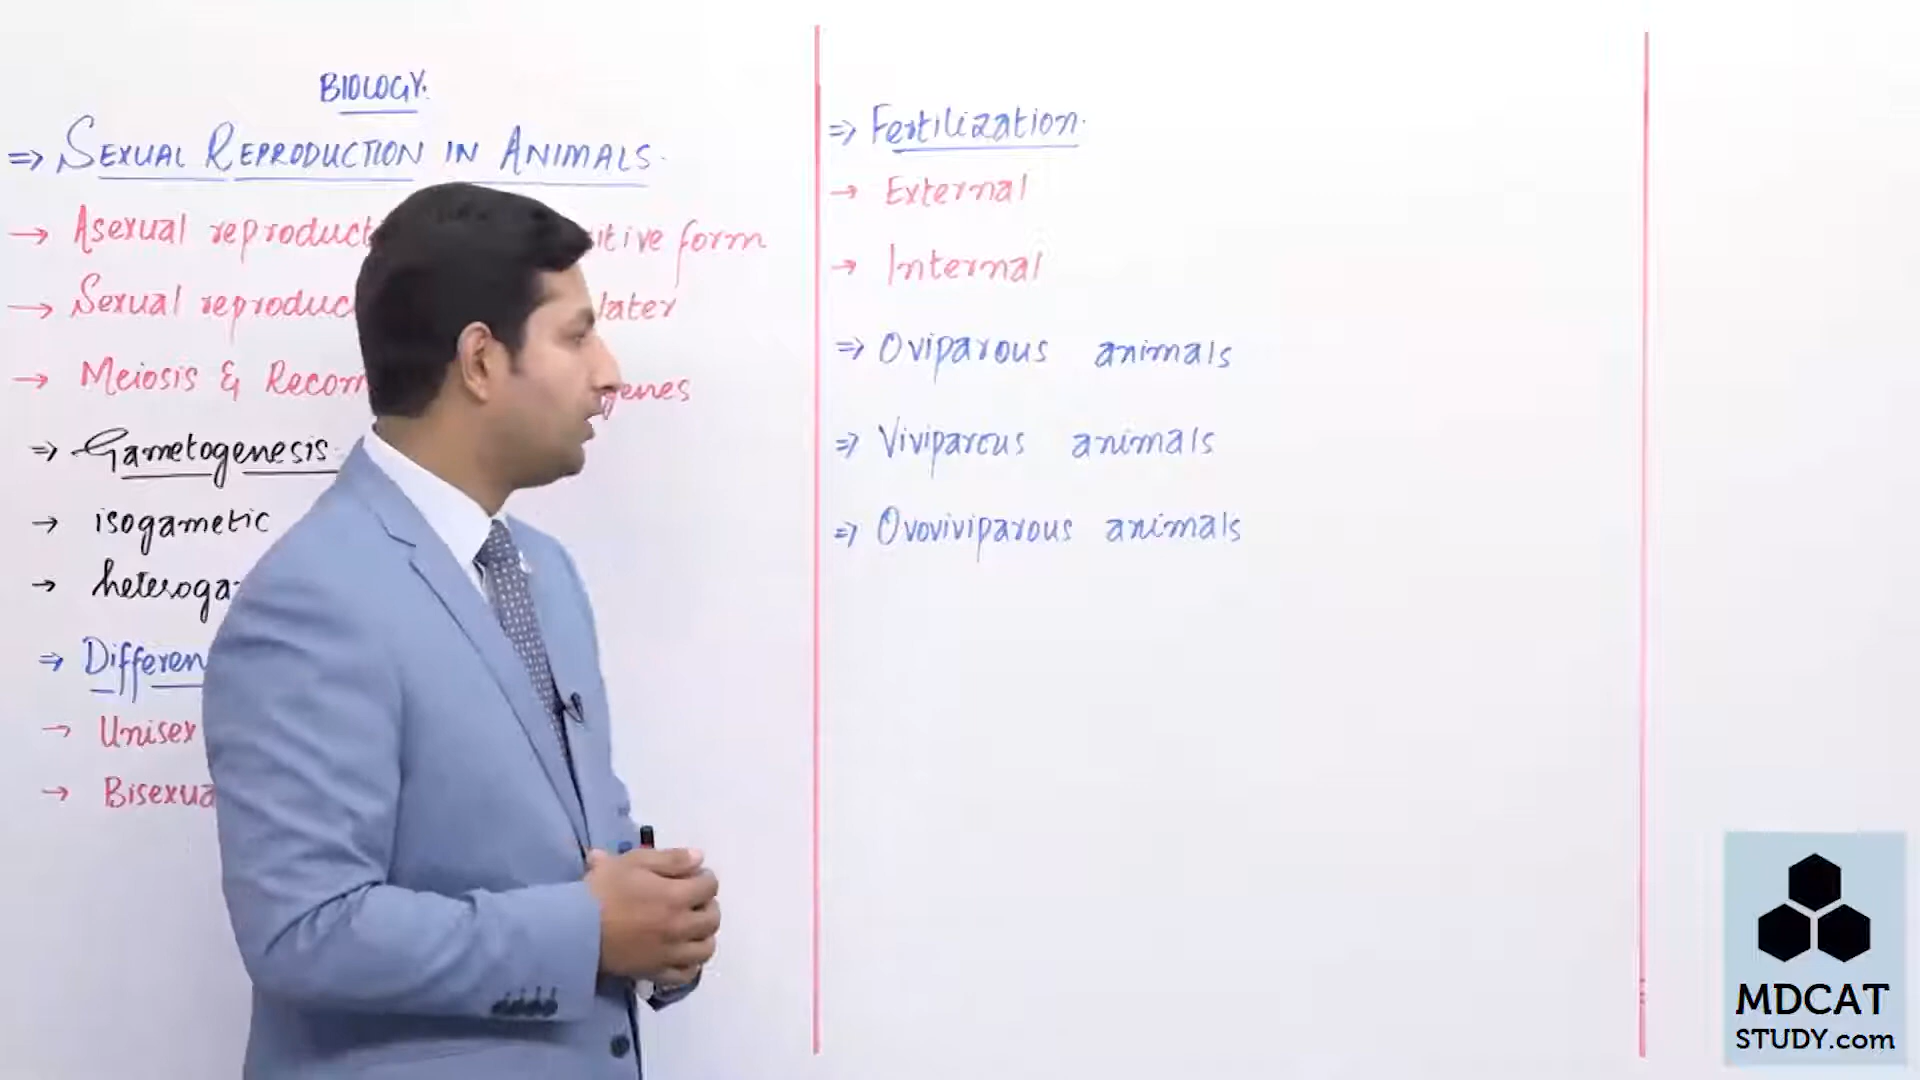 BIOLOGY.
⇒ SEXUAL REPRODUCTION IN ANIMALS.
→ Asexual reproduct itive form
→ Sexual reproduc later
→ Meiosis & Recom genes
⇒ Gametogenesis.
→ isogametic
→ heteroga
⇒ Differen
→ Unisex
→ Bisexua
⇒ Fertilization.
→ External
→ Internal
⇒ Oviparous animals
⇒ Viviparous animals
⇒ Ovoviviparous animals
MDCAT
STUDY.com